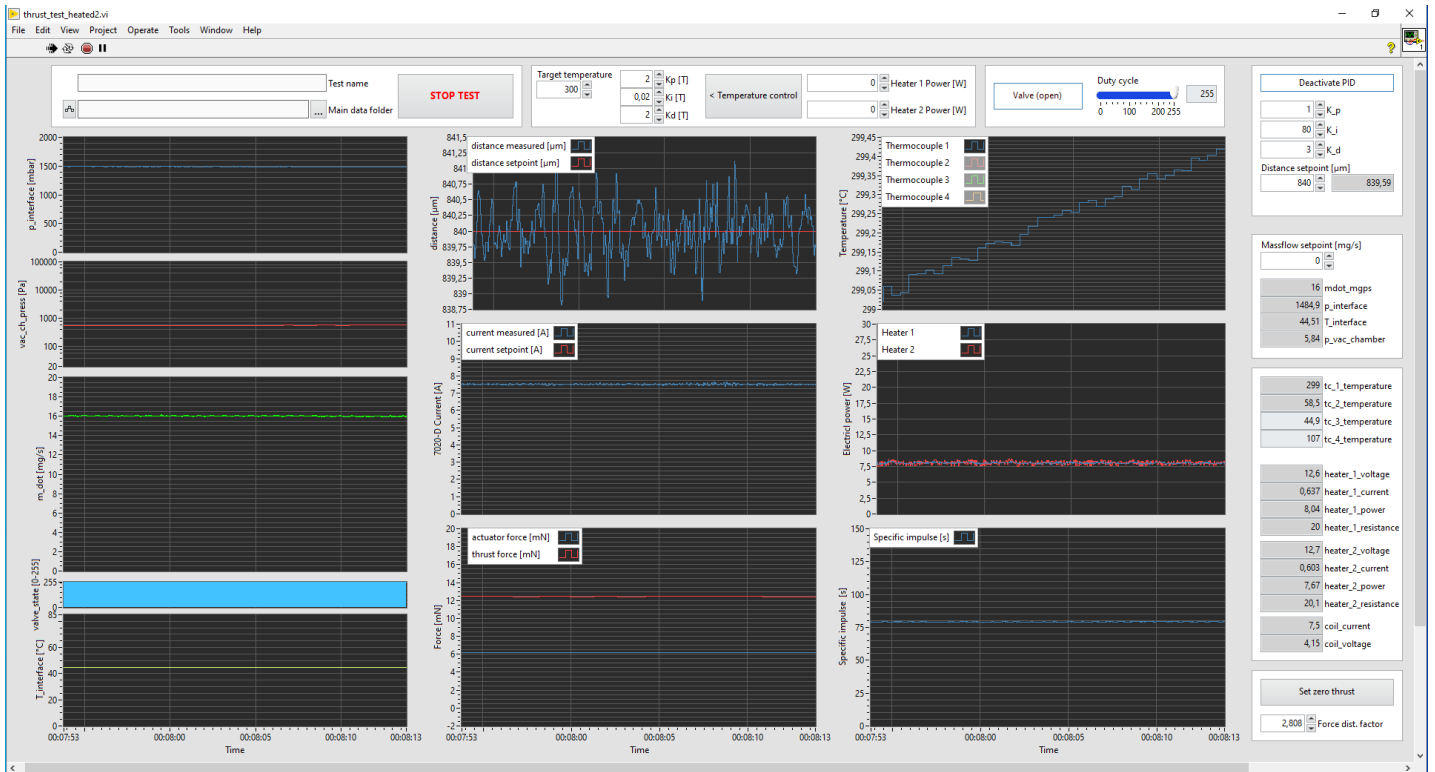 thrust_test_heated2.vi
File Edit View Project Operate Tools Window Help
Test name
... Main data folder
STOP TEST
Target temperature
300
2 Kp [T]
0,02 Ki [T]
2 Kd [T]
< Temperature control
0 Heater 1 Power [W]
0 Heater 2 Power [W]
Valve (open)
Duty cycle
255
0 100 200 255
Deactivate PID
1 K_p
80 K_i
3 K_d
Distance setpoint [µm]
840 839,59
Massflow setpoint [mg/s]
0
16 mdot_mgps
1484,9 p_interface
44,51 T_interface
5,84 p_vac_chamber
299 tc_1_temperature
58,5 tc_2_temperature
44,9 tc_3_temperature
107 tc_4_temperature
12,6 heater_1_voltage
0,637 heater_1_current
8,04 heater_1_power
20 heater_1_resistance
12,7 heater_2_voltage
0,603 heater_2_current
7,67 heater_2_power
20,1 heater_2_resistance
7,5 coil_current
4,15 coil_voltage
Set zero thrust
2,808 Force dist. factor
p_interface [mbar]
2000
1500
1000
500
0
vac_ch_press [Pa]
100000
10000
1000
100
20
m_dot [mg/s]
20
18
16
14
12
10
8
6
4
2
0
valve_state [0-255]
255
0
T_interface [°C]
85
60
40
20
0
00:07:53 00:08:00 00:08:05 00:08:10 00:08:13
Time
distance measured [µm]
distance setpoint [µm]
distance [µm]
841,5
841,25
841
840,75
840,5
840,25
840
839,75
839,5
839,25
839
838,75
current measured [A]
current setpoint [A]
7020-D Current [A]
11
10
9
8
7
6
5
4
3
2
1
0
actuator force [mN]
thrust force [mN]
Force [mN]
20
18
16
14
12
10
8
6
4
2
0
-2
00:07:53 00:08:00 00:08:05 00:08:10 00:08:13
Time
Thermocouple 1
Thermocouple 2
Thermocouple 3
Thermocouple 4
Temperature [°C]
299,45
299,4
299,35
299,3
299,25
299,2
299,15
299,1
299,05
299
Heater 1
Heater 2
Electricl power [W]
30
27,5
25
22,5
20
17,5
15
12,5
10
7,5
5
2,5
0
Specific impulse [s]
Specific impulse [s]
150
125
100
75
50
25
0
00:07:53 00:08:00 00:08:05 00:08:10 00:08:13
Time